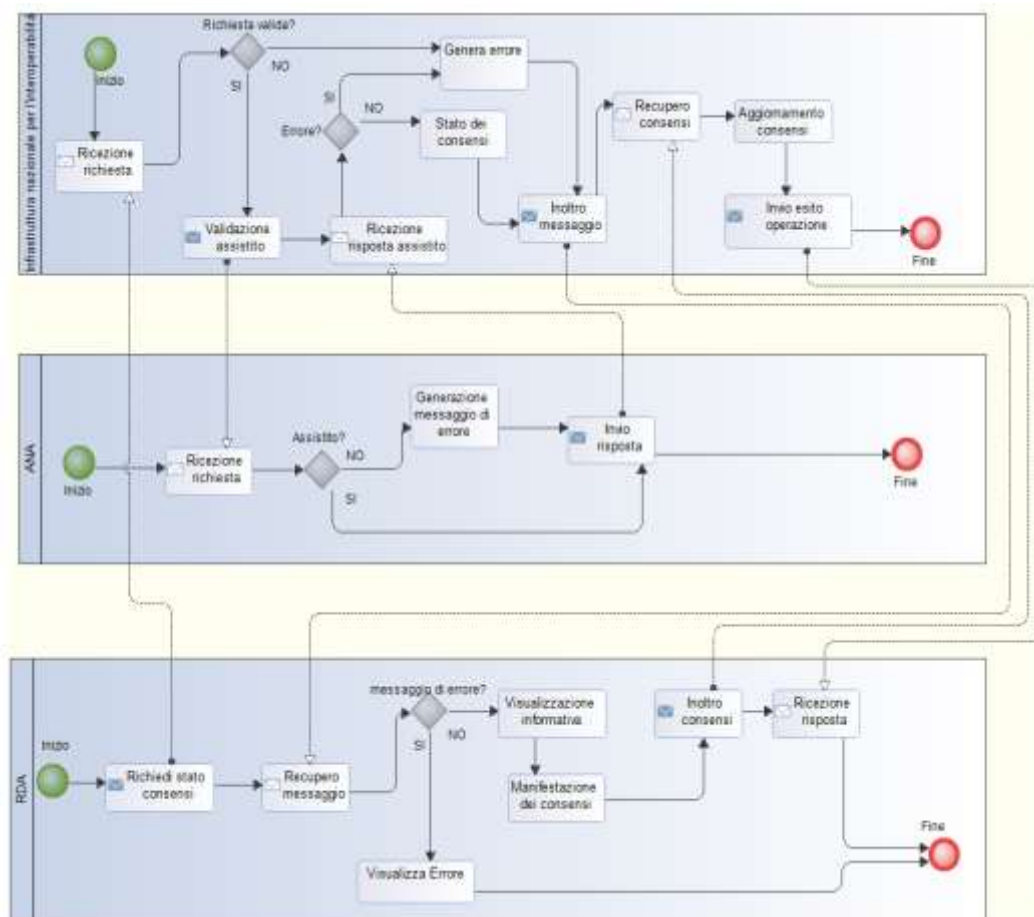 Infrastruttura nazionale per l'Interoperabilità
Richiesta valida?
Inizio
NO
SI
Genera errore
SI
NO
Errore?
Stato dei
consensi
Recupero
consensi
Aggiornamento
consensi
Ricezione
richiesta
Validazione
assistito
Ricezione
risposta assistito
Inoltro
messaggio
Invio esito
operazione
Fine
ANA
Generazione
messaggio di
errore
Assistito?
NO
SI
Inizio
Ricezione
richiesta
Invio
risposta
Fine
RDA
messaggio di errore?
Visualizzazione
informativa
Inoltro
consensi
Ricezione
risposta
NO
SI
Inizio
Richiedi stato
consensi
Recupero
messaggio
Manifestazione
dei consensi
Fine
Visualizza Errore